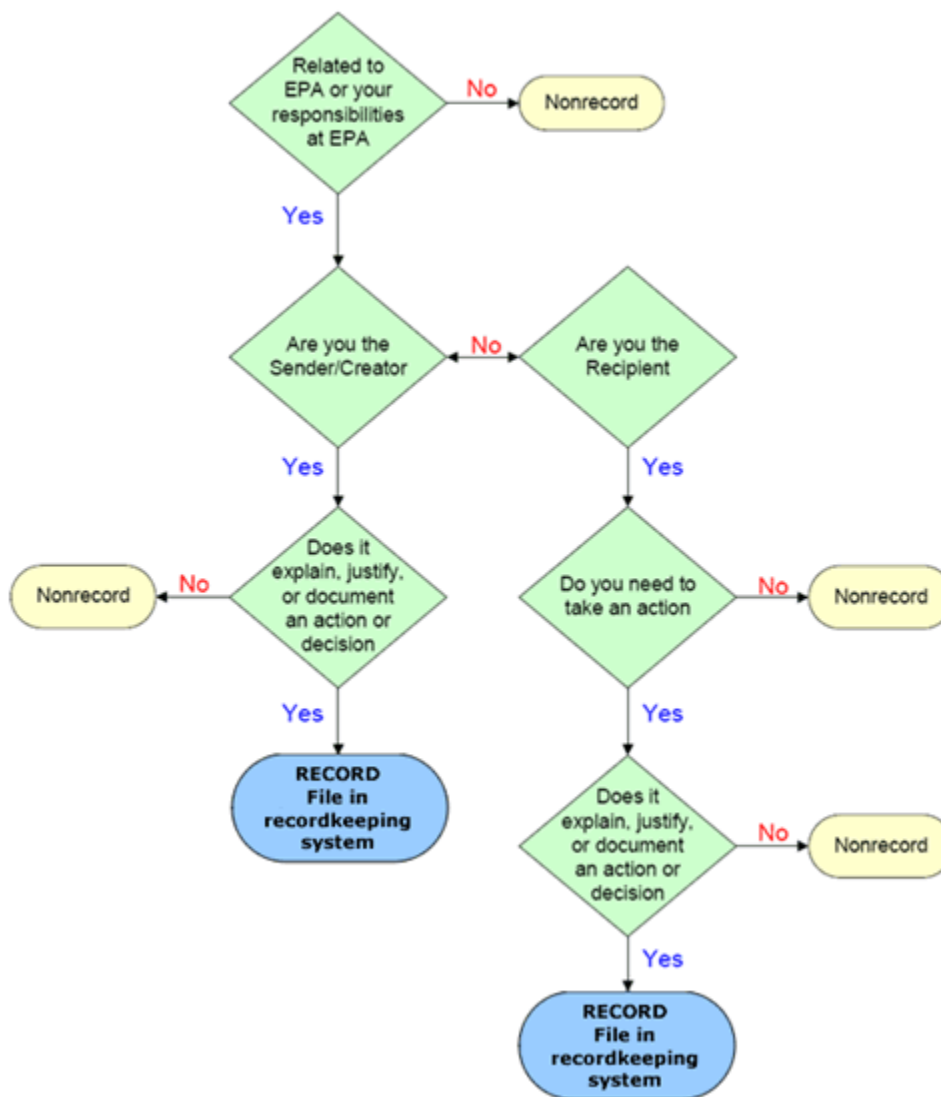 Related to
EPA or your
responsibilities
at EPA
No
Nonrecord
Yes
Are you the
Sender/Creator
No
Are you the
Recipient
Yes
Yes
Does it
explain, justify,
or document
an action or
decision
No
Nonrecord
Do you need to
take an action
No
Nonrecord
Yes
Yes
RECORD
File in
recordkeeping
system
Does it
explain, justify,
or document
an action or
decision
No
Nonrecord
Yes
RECORD
File in
recordkeeping
system